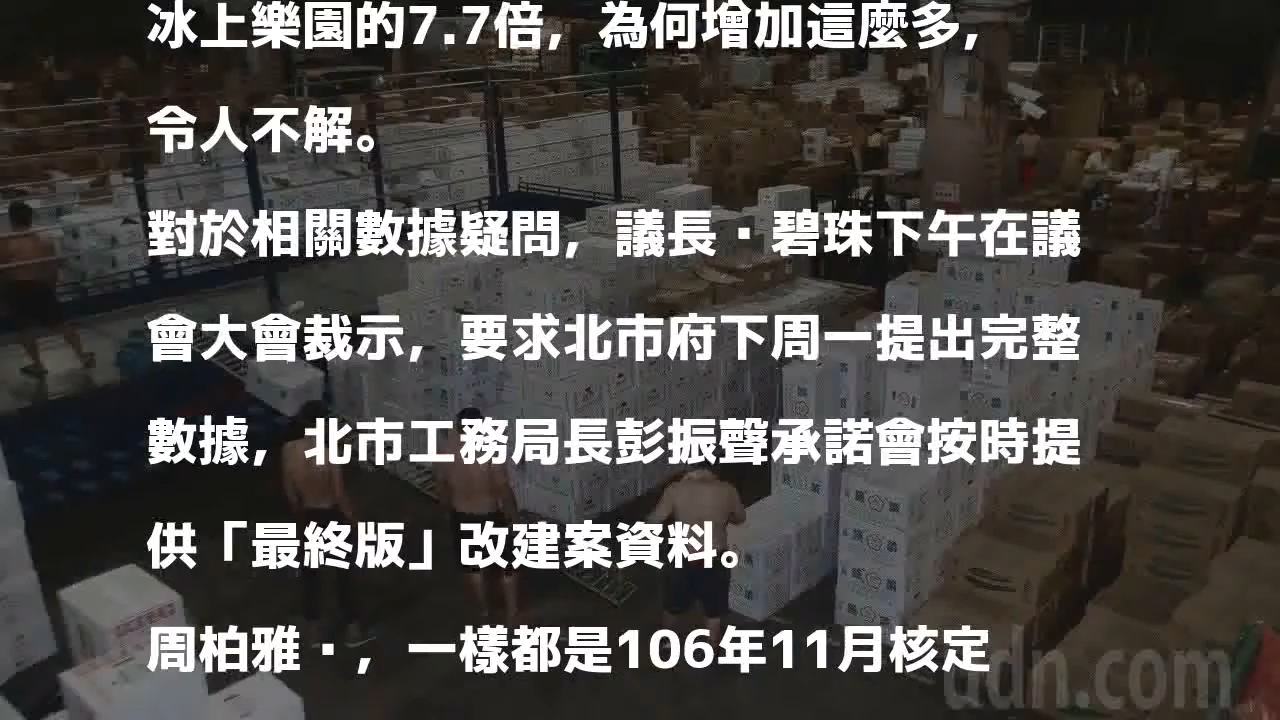 冰上樂園的7.7倍，為何增加這麼多，
令人不解。
對於相關數據疑問，議長·碧珠下午在議
會大會裁示，要求北市府下周一提出完整
數據，北市工務局長彭振聲承諾會按時提
供「最終版」改建案資料。
周柏雅·，一樣都是106年11月核定
udn.com